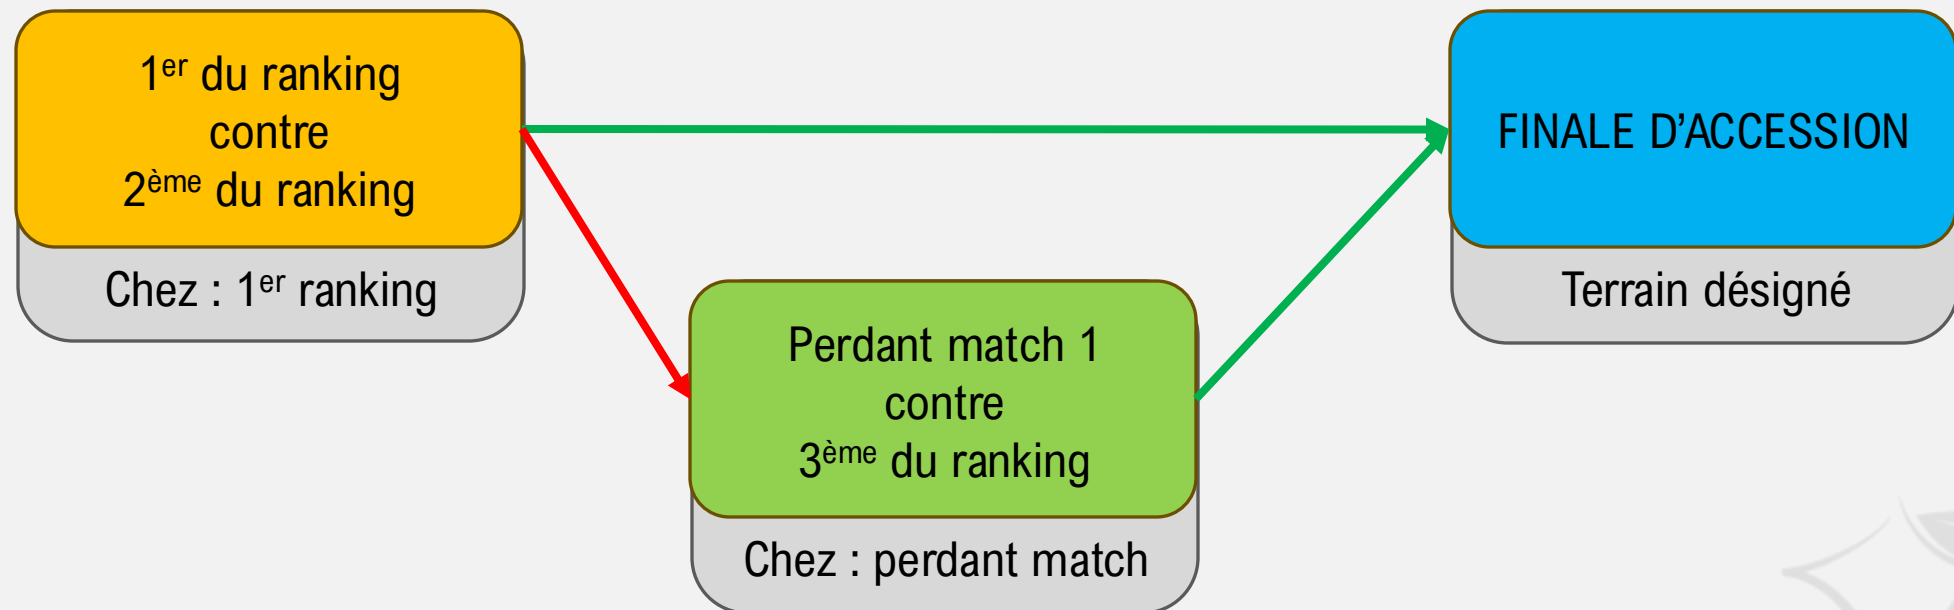 1er du ranking
contre
2ème du ranking
Chez : 1er ranking
Perdant match 1
contre
3ème du ranking
Chez : perdant match
FINALE D'ACCESSION
Terrain désigné